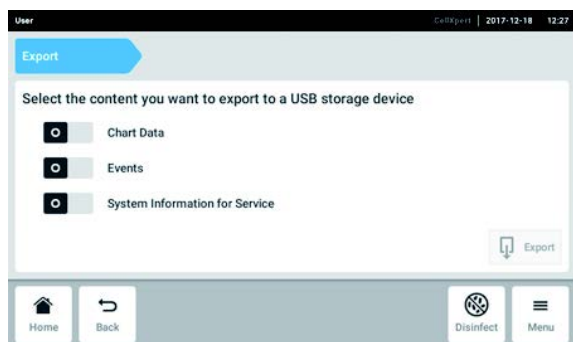 User CellXpert | 2017-12-18 12:27
Export
Select the content you want to export to a USB storage device
Chart Data
Events
System Information for Service
Export
Home Back Disinfect Menu